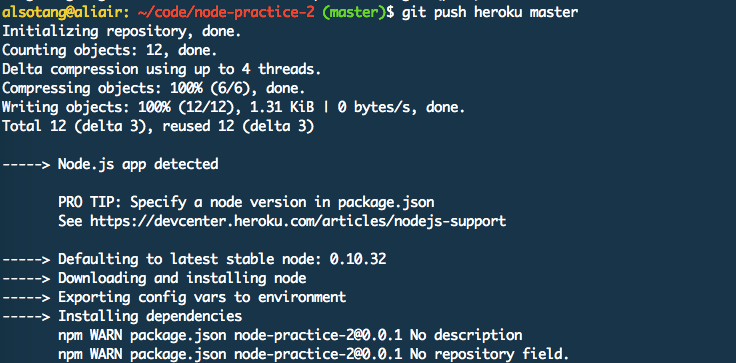 alsotang@aliair: ~/code/node-practice-2 (master)$ git push heroku master
Initializing repository, done.
Counting objects: 12, done.
Delta compression using up to 4 threads.
Compressing objects: 100% (6/6), done.
Writing objects: 100% (12/12), 1.31 KiB | 0 bytes/s, done.
Total 12 (delta 3), reused 12 (delta 3)
-----> Node.js app detected
PRO TIP: Specify a node version in package.json
See https://devcenter.heroku.com/articles/nodejs-support
-----> Defaulting to latest stable node: 0.10.32
-----> Downloading and installing node
-----> Exporting config vars to environment
-----> Installing dependencies
npm WARN package.json node-practice-2@0.0.1 No description
npm WARN package.json node-practice-2@0.0.1 No repository field.